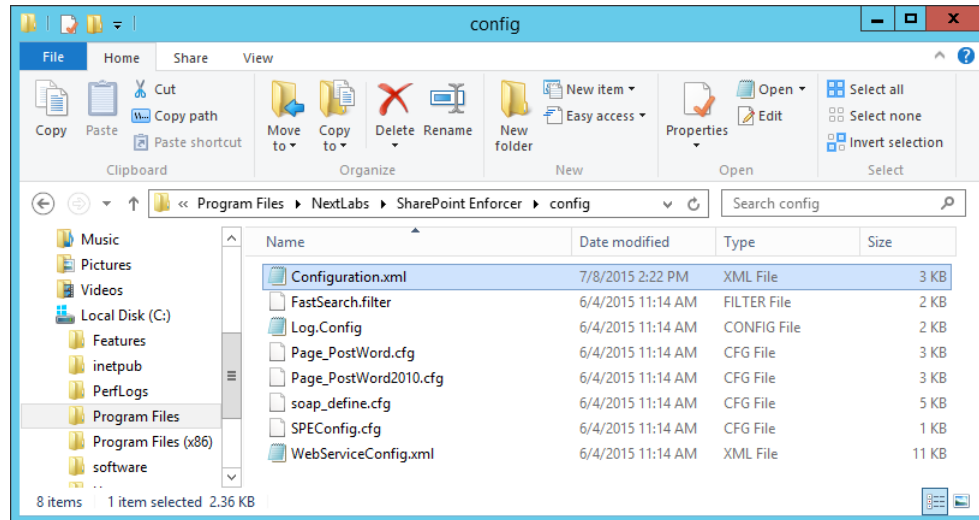 config
File Home Share View
Copy Paste Cut Copy path Paste shortcut Move to Copy to Delete Rename New folder New item Easy access Properties Open Edit Select all Select none Invert selection
Clipboard Organize New Open Select
« Program Files NextLabs SharePoint Enforcer config Search config
Music
Pictures
Videos
Local Disk (C:)
Features
inetpub
PerfLogs
Program Files
Program Files (x86)
software
Name Date modified Type Size
Configuration.xml 7/8/2015 2:22 PM XML File 3 KB
FastSearch.filter 6/4/2015 11:14 AM FILTER File 2 KB
Log.Config 6/4/2015 11:14 AM CONFIG File 2 KB
Page_PostWord.cfg 6/4/2015 11:14 AM CFG File 3 KB
Page_PostWord2010.cfg 6/4/2015 11:14 AM CFG File 3 KB
soap_define.cfg 6/4/2015 11:14 AM CFG File 5 KB
SPEConfig.cfg 6/4/2015 11:14 AM CFG File 1 KB
WebServiceConfig.xml 6/4/2015 11:14 AM XML File 11 KB
8 items 1 item selected 2.36 KB